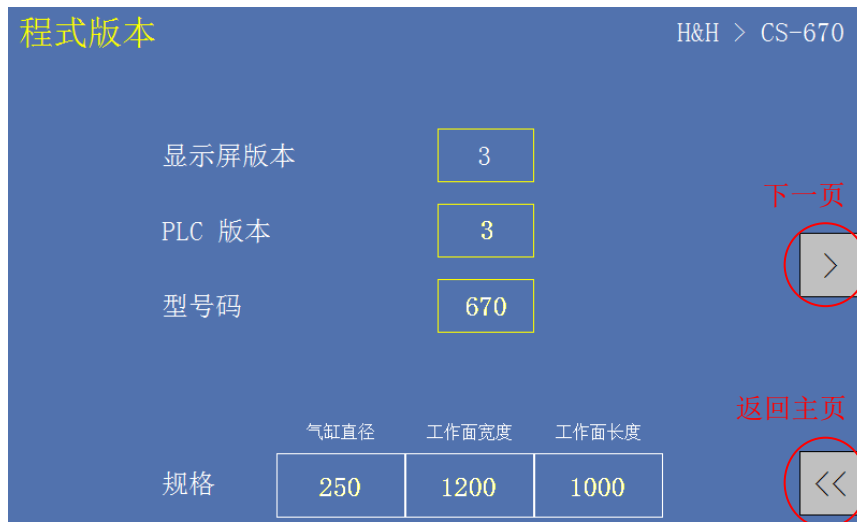 程式版本
H&H > CS-670
显示屏版本 3
下一页
PLC 版本 3
>
型号码 670
返回主页
气缸直径 工作面宽度 工作面长度
规格 250 1200 1000
<<